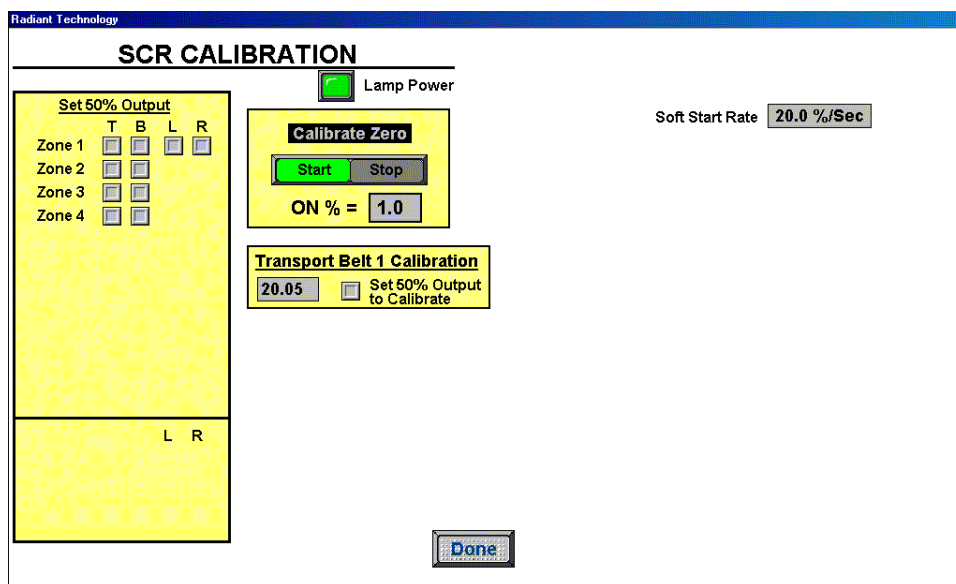 Radiant Technology
SCR CALIBRATION
Lamp Power
Set 50% Output
T B L R
Zone 1
Zone 2
Zone 3
Zone 4
L R
Calibrate Zero
Start Stop
ON % = 1.0
Transport Belt 1 Calibration
20.05
Set 50% Output
to Calibrate
Soft Start Rate 20.0 %/Sec
Done